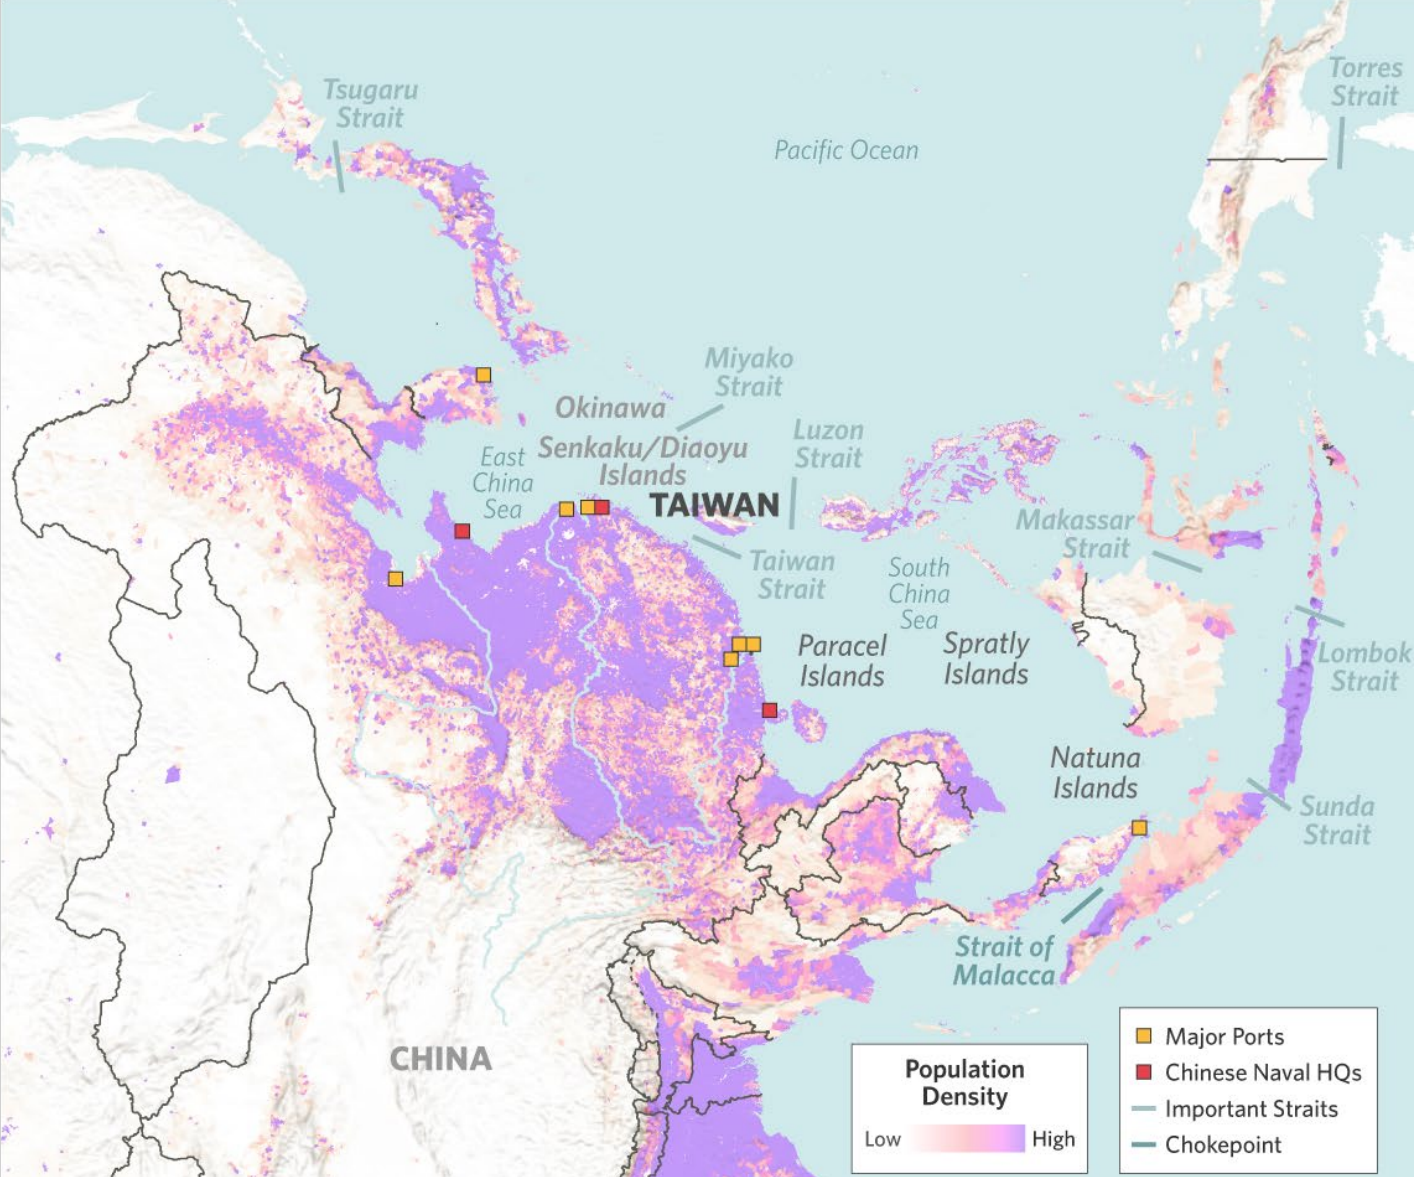 Torres
Strait
Tsugaru
Strait
Pacific Ocean
Miyako
Strait
Okinawa
Luzon
Strait
Senkaku/Diaoyu
Islands
East
China
Sea
TAIWAN
Makassar
Strait
Taiwan
Strait
South
China
Sea
Paracel
Islands
Spratly
Islands
Lombok
Strait
Natuna
Islands
Sunda
Strait
Strait of
Malacca
CHINA
Population
Density
Low
High
Major Ports
Chinese Naval HQs
Important Straits
Chokepoint